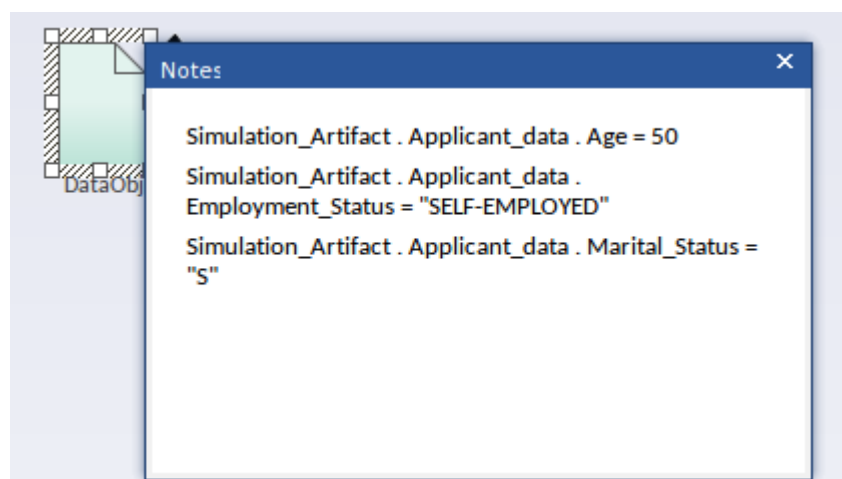 Notes
Simulation_Artifact . Applicant_data . Age = 50
Simulation_Artifact . Applicant_data .
Employment_Status = "SELF-EMPLOYED"
Simulation_Artifact . Applicant_data . Marital_Status =
"S"
DataObj